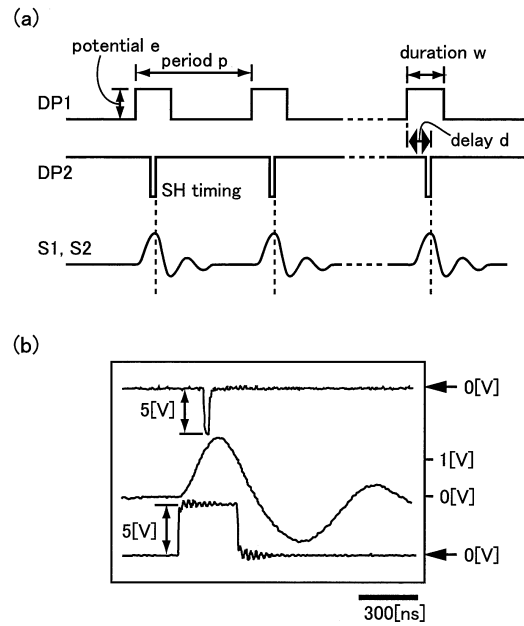 (a)
potential e
period p
duration w
DP1
delay d
DP2
SH timing
S1, S2
(b)
0[V]
5[V]
1[V]
0[V]
5[V]
0[V]
300[ns]